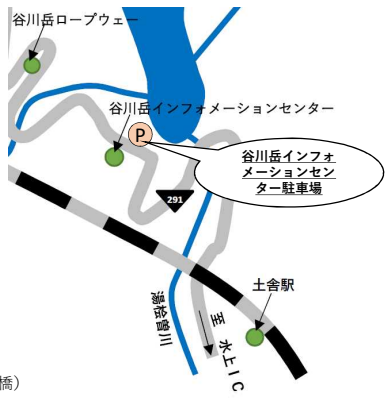 谷川岳ロープウェー
谷川岳インフォメーションセンター
P
谷川岳インフォ
メーションセン
ター駐車場
291
土舎駅
湯桧曽川
至 水上IC
橋）